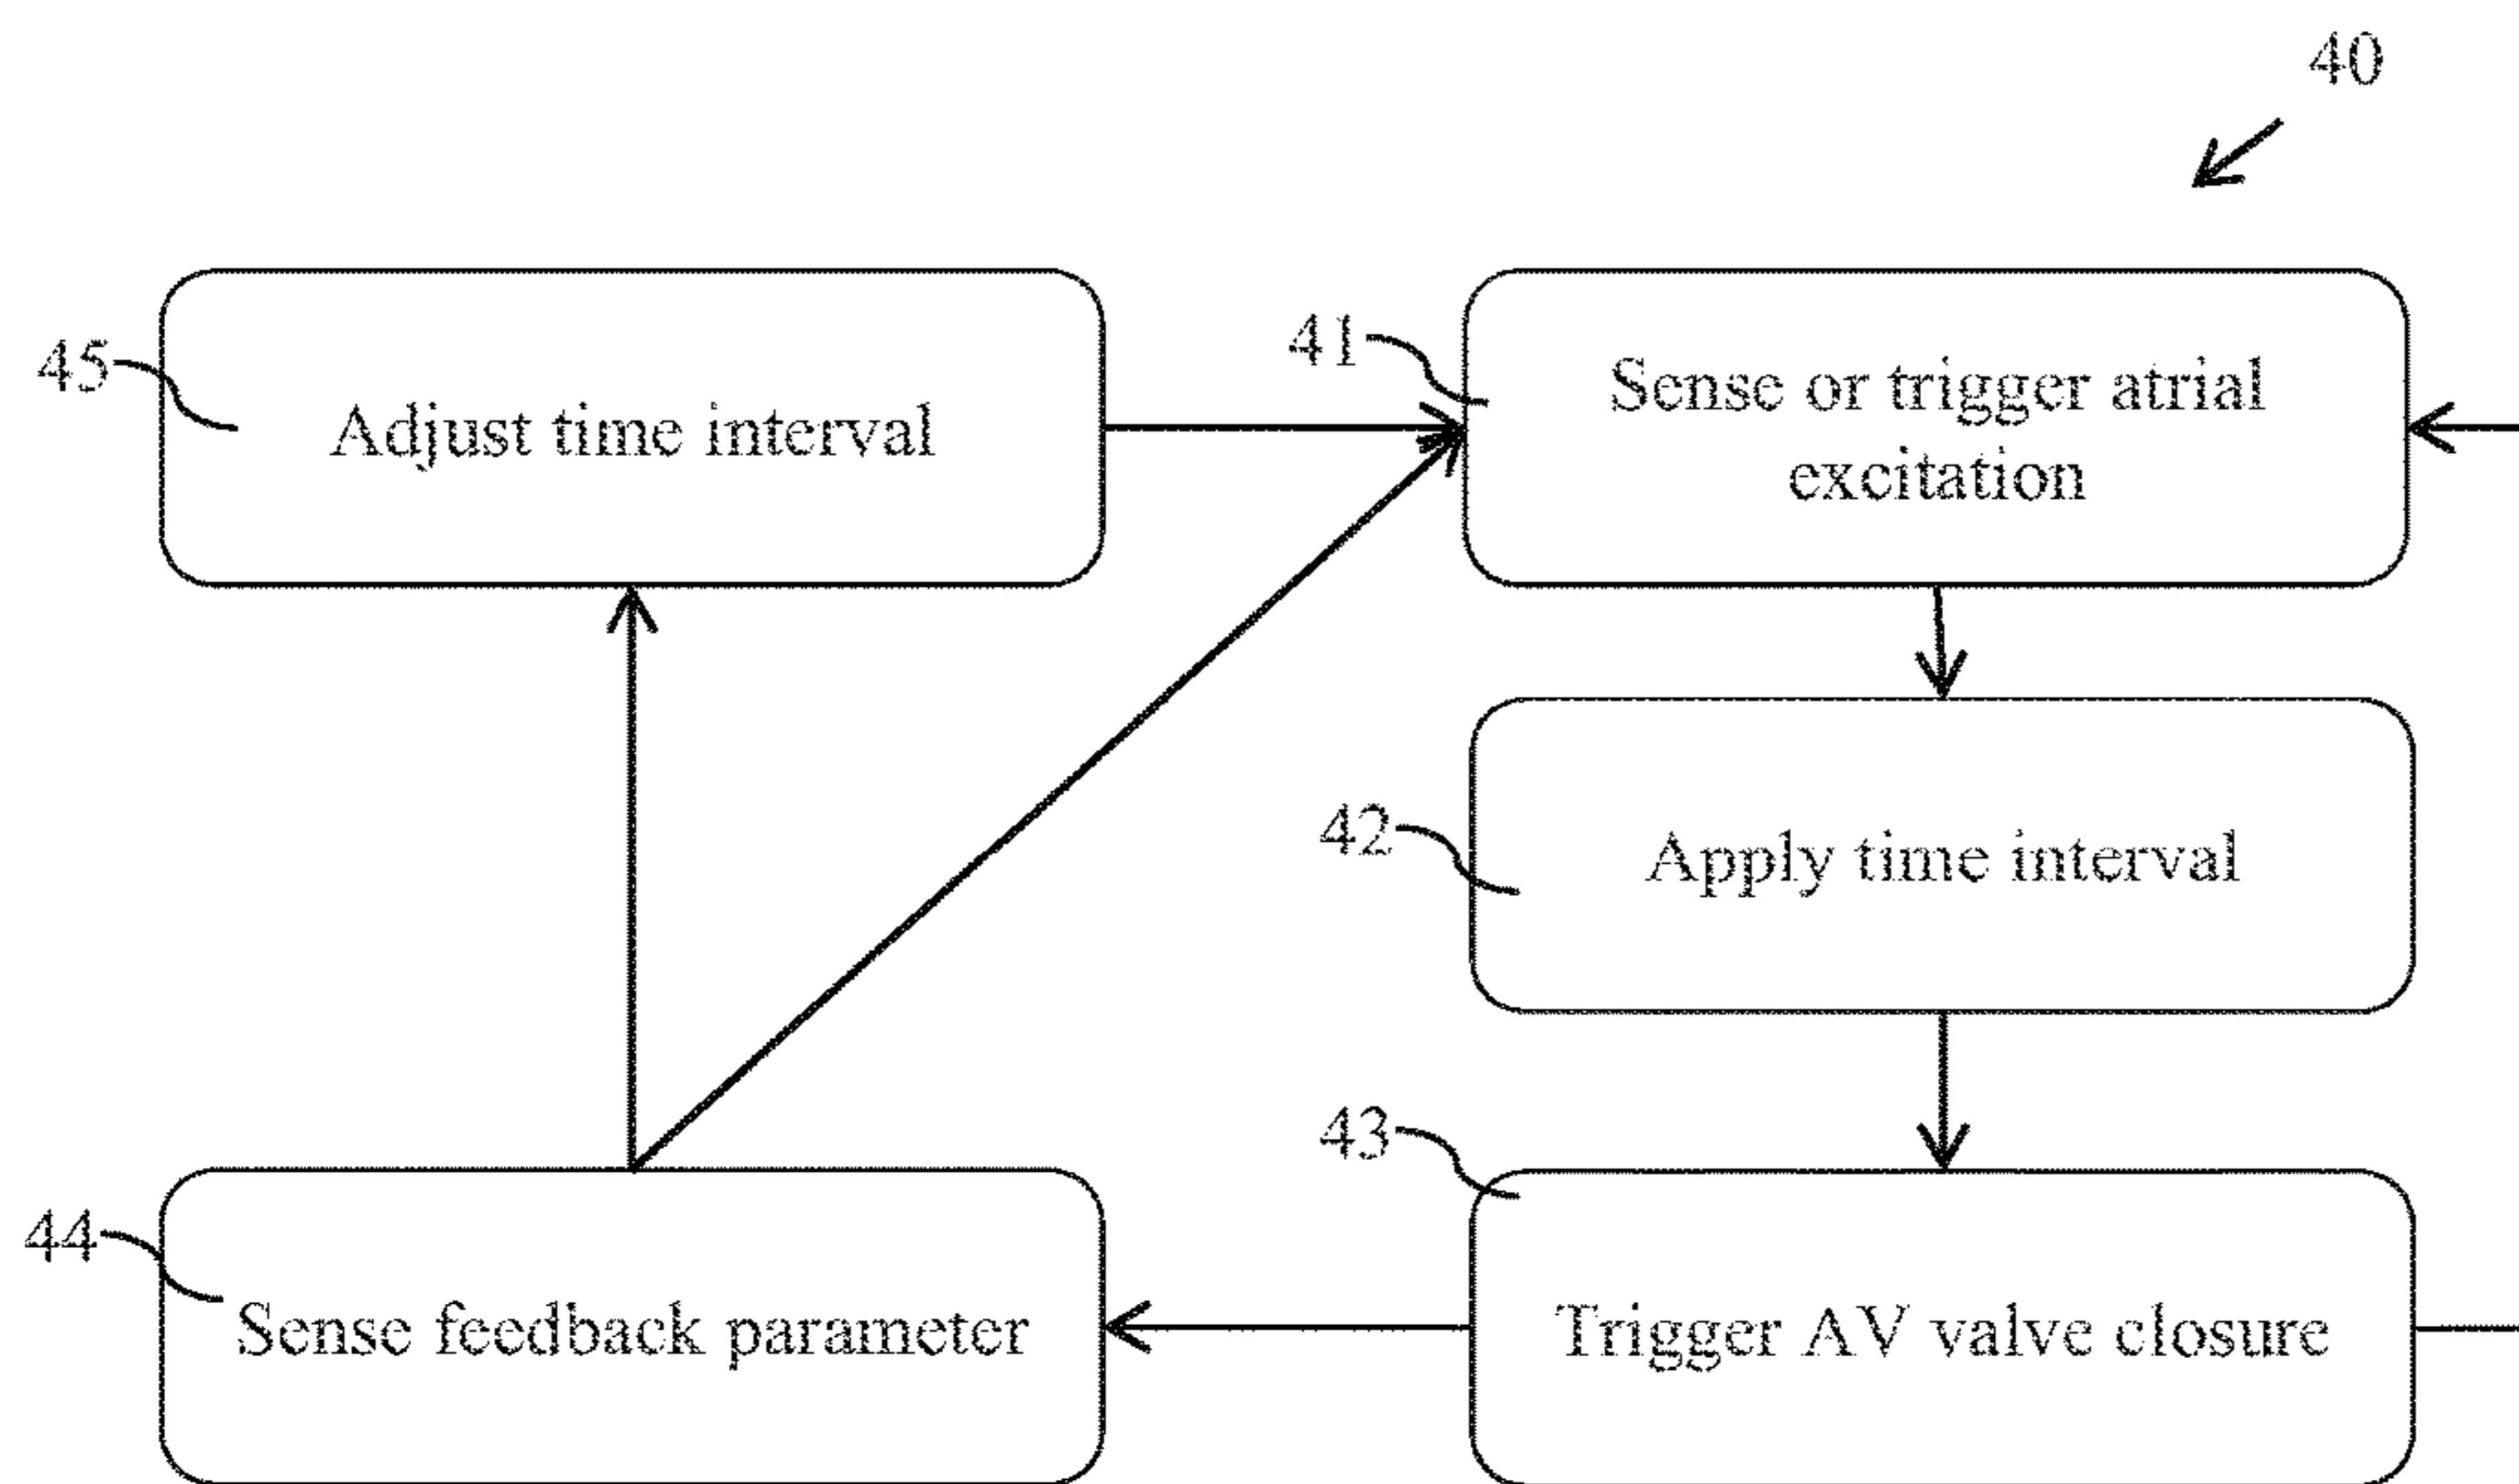 40
45
Adjust time interval
41
Sense or trigger atrial
excitation
42
Apply time interval
43
Trigger AV valve closure
44
Sense feedback parameter